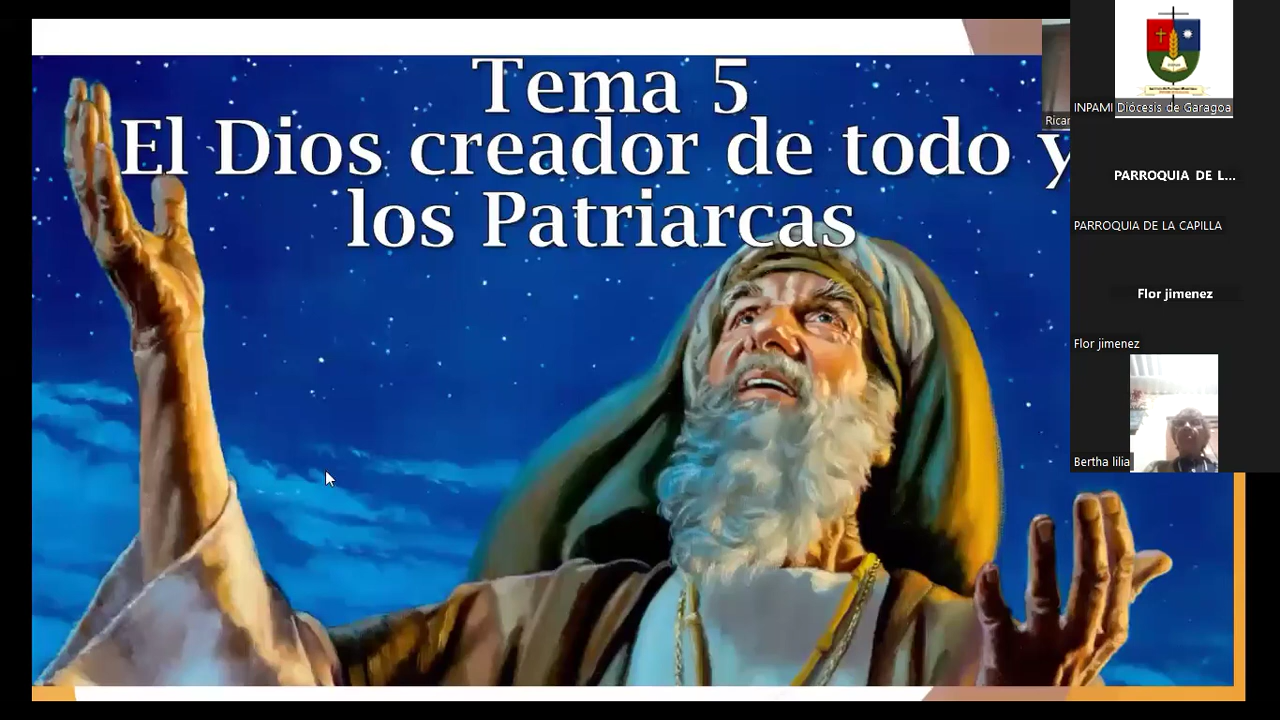 Tema 5
El Dios creador de todo y
los Patriarcas
Ricar
INPAMI Diócesis de Garagoa
PARROQUIA DE L...
PARROQUIA DE LA CAPILLA
Flor jimenez
Flor jimenez
Bertha lilia